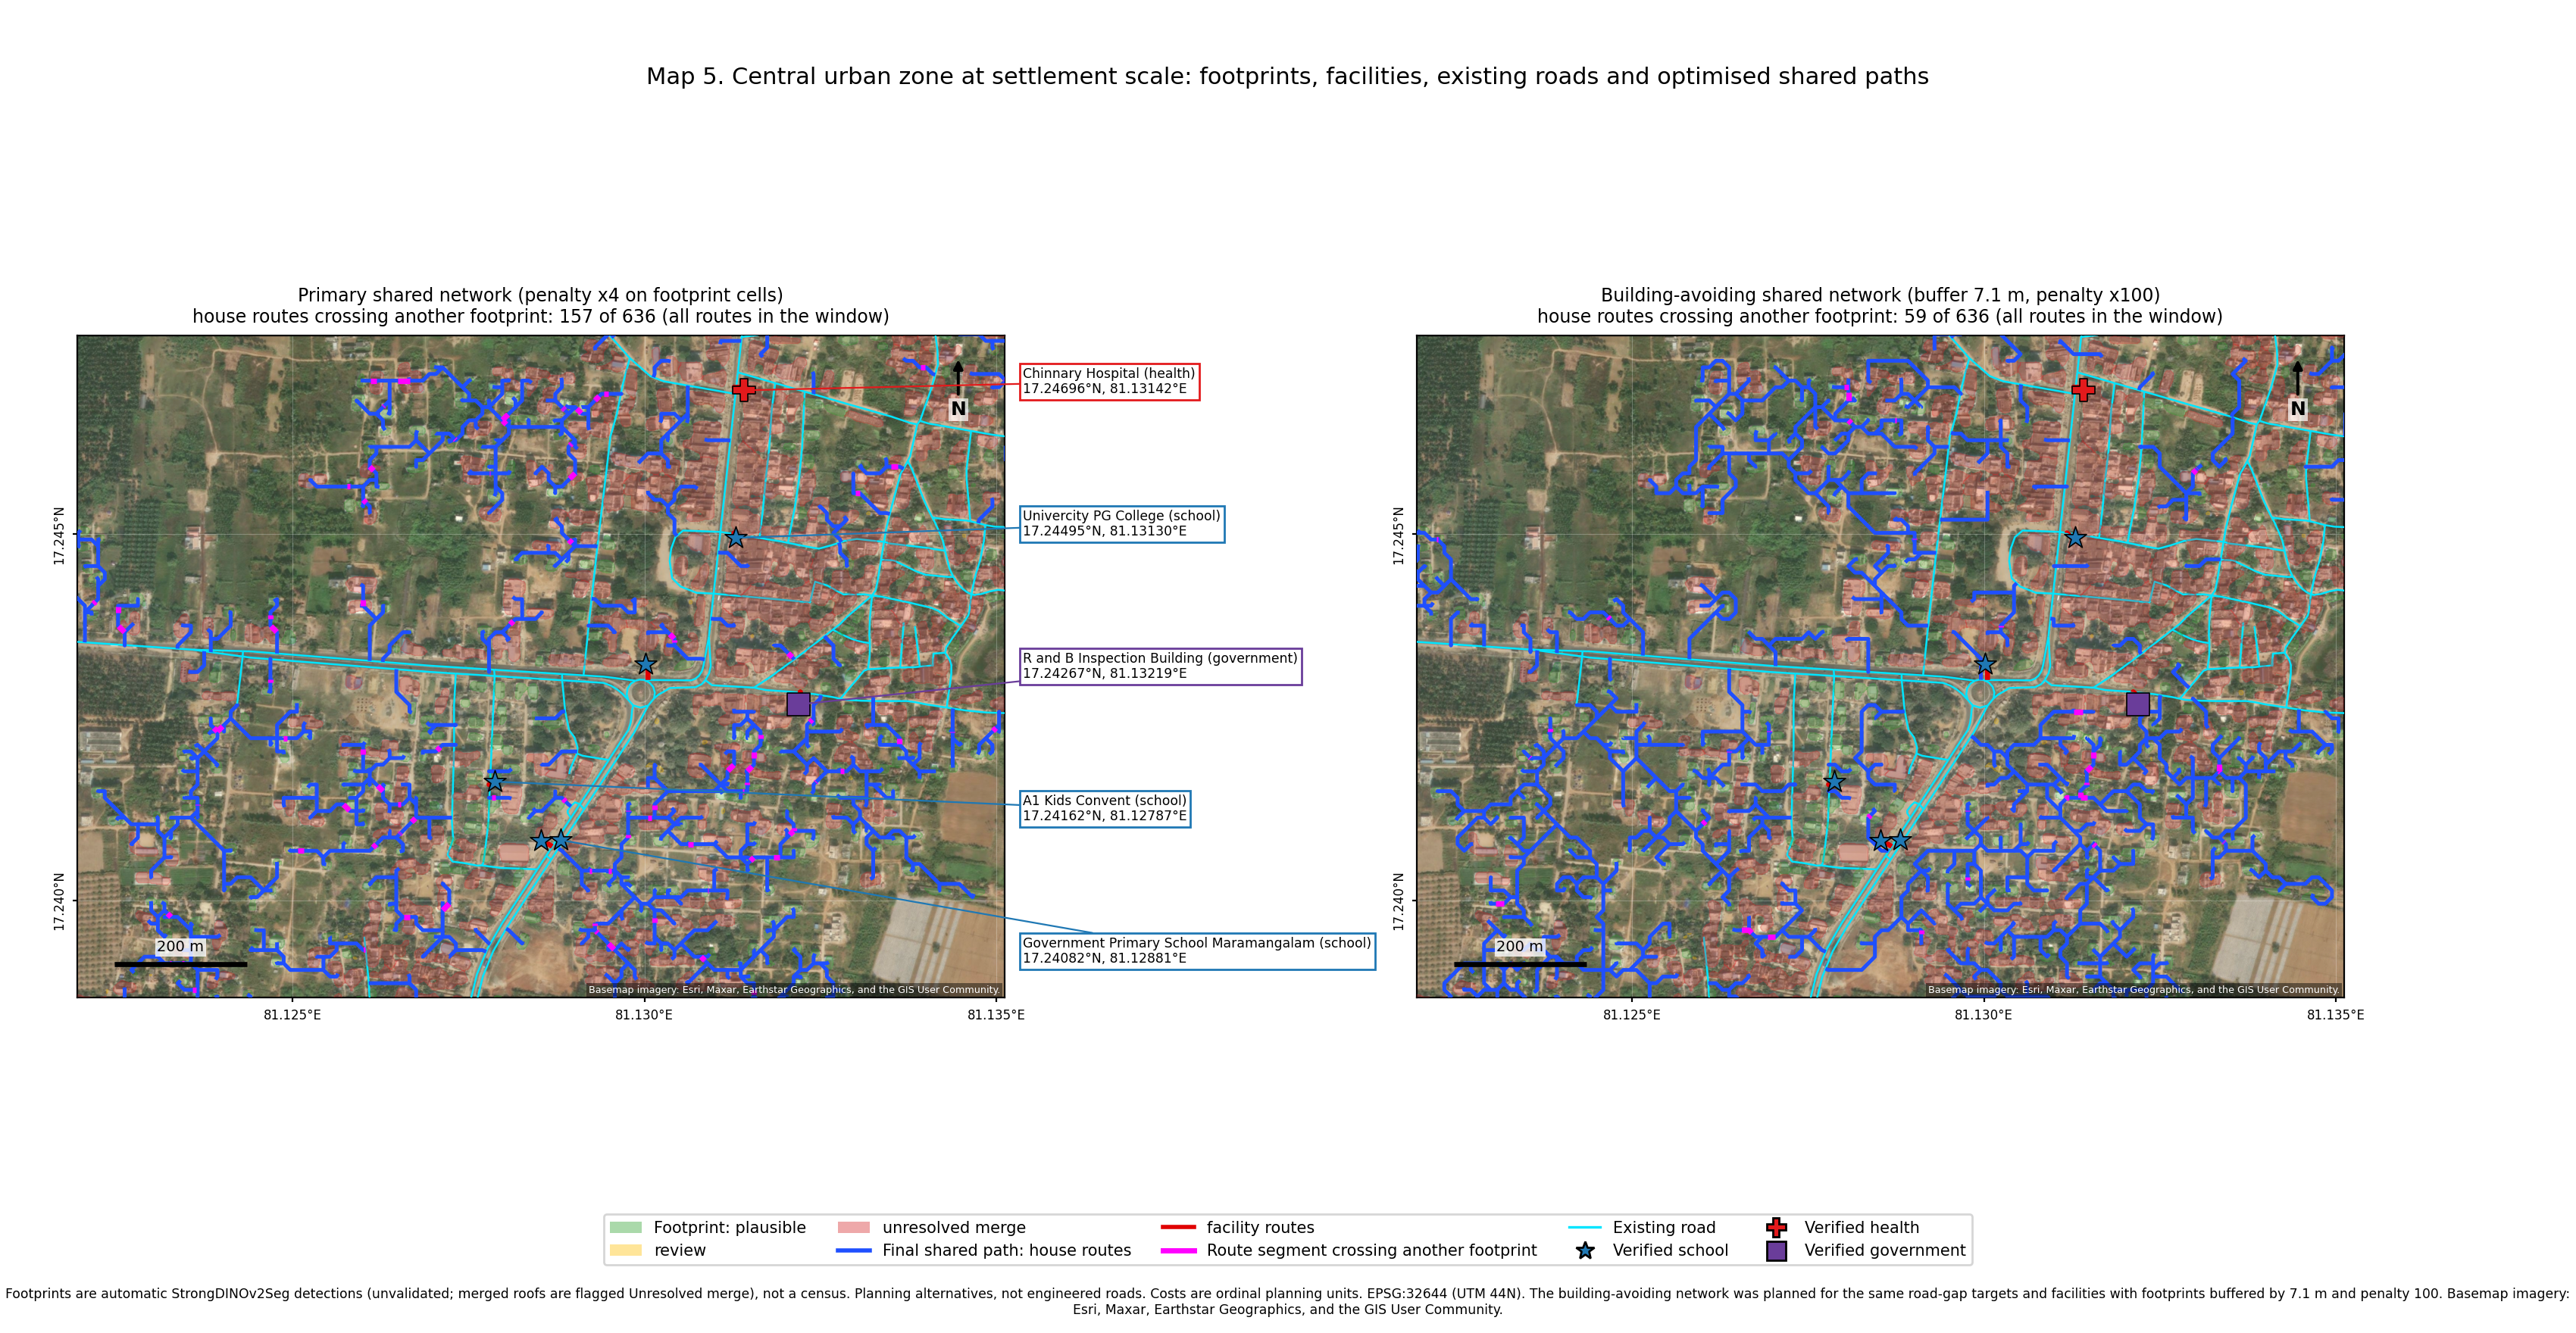 Map 5. Central urban zone at settlement scale: footprints, facilities, existing roads and optimised shared paths
Primary shared network (penalty x4 on footprint cells)
house routes crossing another footprint: 157 of 636 (all routes in the window)
Building-avoiding shared network (buffer 7.1 m, penalty x100)
house routes crossing another footprint: 59 of 636 (all routes in the window)
17.245°N
17.240°N
N
200 m
Basemap imagery: Esri, Maxar, Earthstar Geographics, and the GIS User Community.
81.125°E
81.130°E
81.135°E
Chinnary Hospital (health)
17.24696°N, 81.13142°E
Univercity PG College (school)
17.24495°N, 81.13130°E
R and B Inspection Building (government)
17.24267°N, 81.13219°E
A1 Kids Convent (school)
17.24162°N, 81.12787°E
Government Primary School Maramangalam (school)
17.24082°N, 81.12881°E
17.245°N
17.240°N
N
200 m
Basemap imagery: Esri, Maxar, Earthstar Geographics, and the GIS User Community.
81.125°E
81.130°E
81.135°E
Footprint: plausible
review
unresolved merge
Final shared path: house routes
facility routes
Route segment crossing another footprint
Existing road
Verified school
Verified health
Verified government
Footprints are automatic StrongDINOv2Seg detections (unvalidated; merged roofs are flagged Unresolved merge), not a census. Planning alternatives, not engineered roads. Costs are ordinal planning units. EPSG:32644 (UTM 44N). The building-avoiding network was planned for the same road-gap targets and facilities with footprints buffered by 7.1 m and penalty 100. Basemap imagery:
Esri, Maxar, Earthstar Geographics, and the GIS User Community.